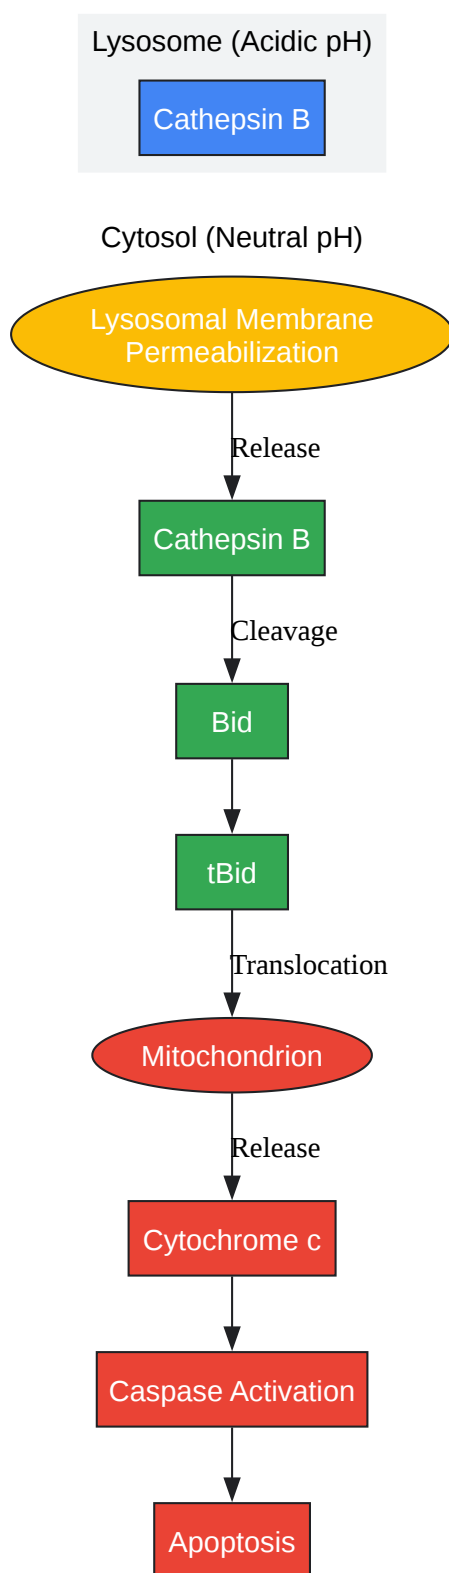 Lysosome (Acidic pH)
Cathepsin B
Cytosol (Neutral pH)
Lysosomal Membrane
Permeabilization
Release
Cathepsin B
Cleavage
Bid
tBid
Translocation
Mitochondrion
Release
Cytochrome c
Caspase Activation
Apoptosis